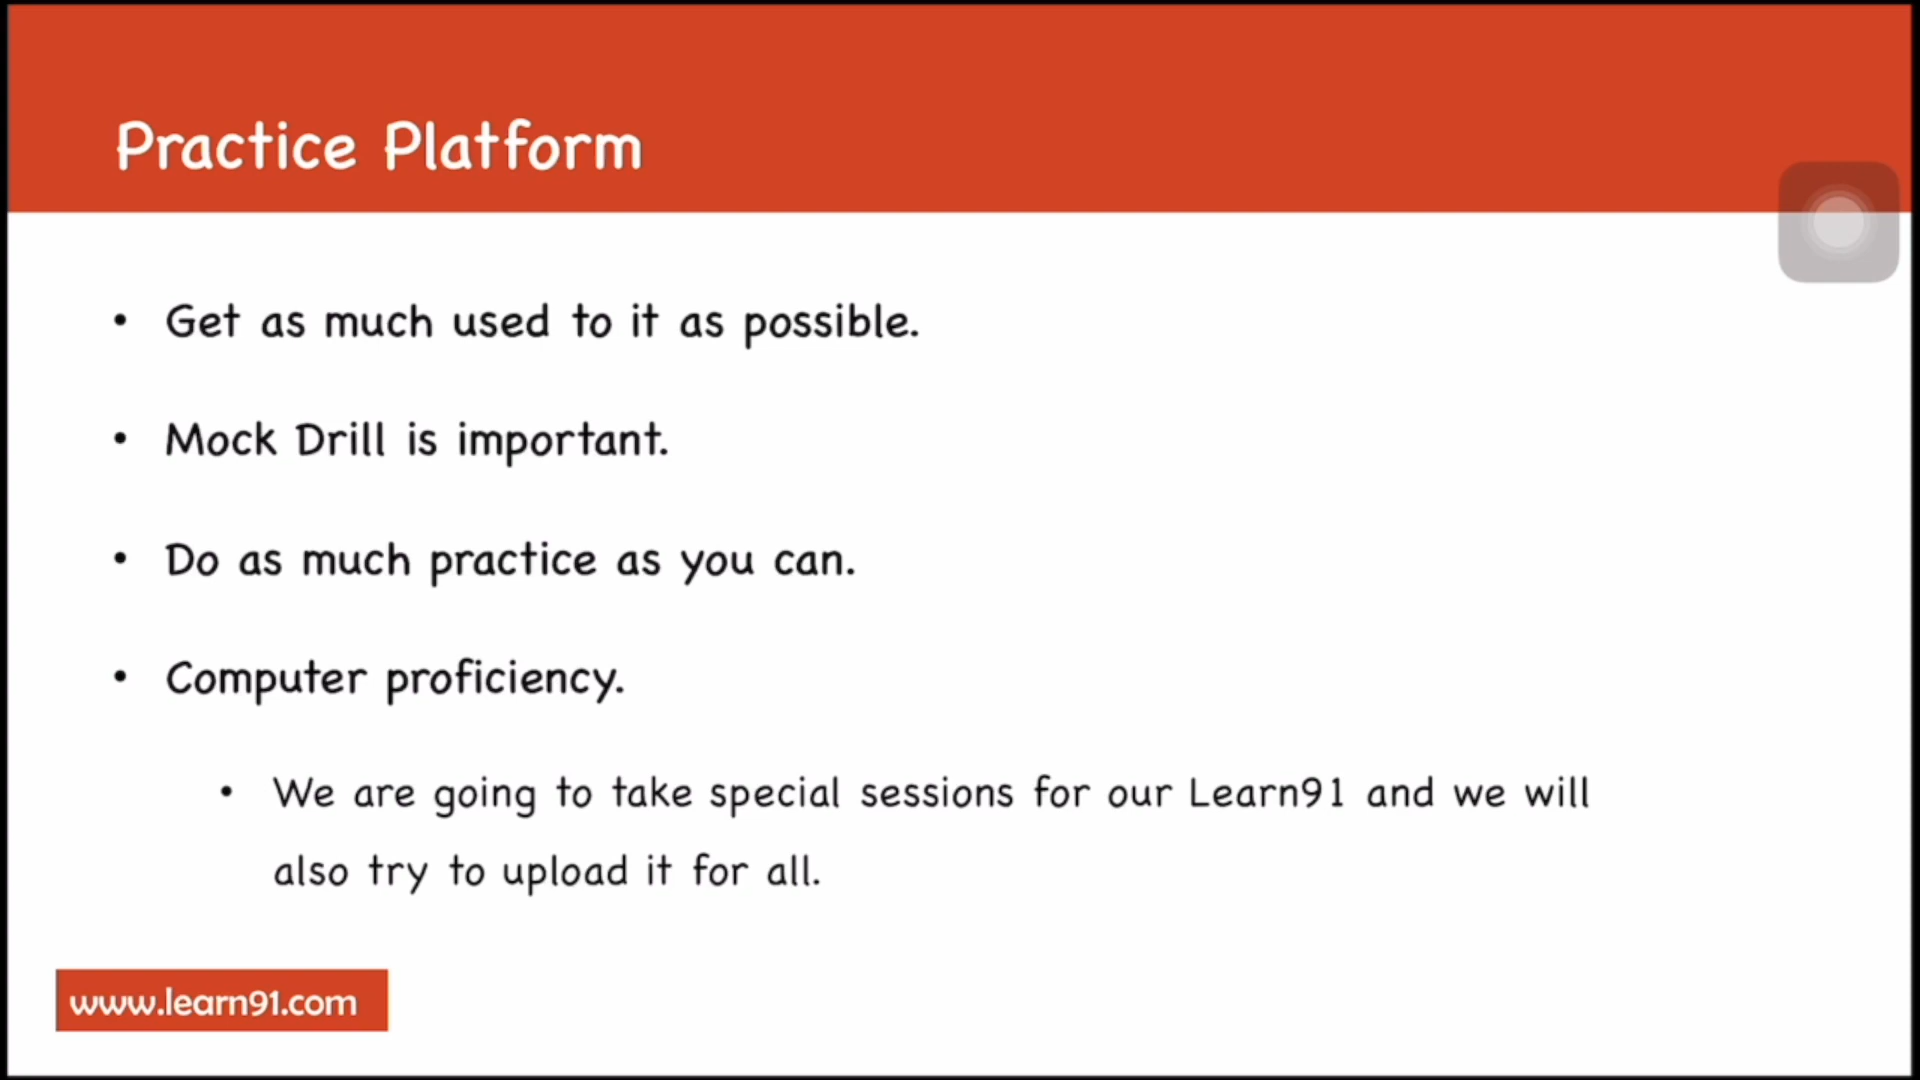 Practice Platform
• Get as much used to it as possible.
• Mock Drill is important.
• Do as much practice as you can.
• Computer proficiency.
• We are going to take special sessions for our Learn91 and we will
also try to upload it for all.
www.learn91.com